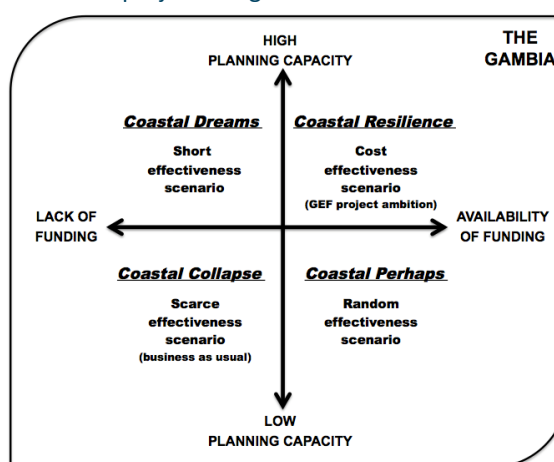 HIGH
PLANNING CAPACITY
THE
GAMBIA
Coastal Dreams
Short
effectiveness
scenario
Coastal Resilience
Cost
effectiveness
scenario
(GEF project ambition)
LACK OF
FUNDING
AVAILABILITY
OF FUNDING
Coastal Collapse
Scarce
effectiveness
scenario
(business as usual)
Coastal Perhaps
Random
effectiveness
scenario
LOW
PLANNING CAPACITY